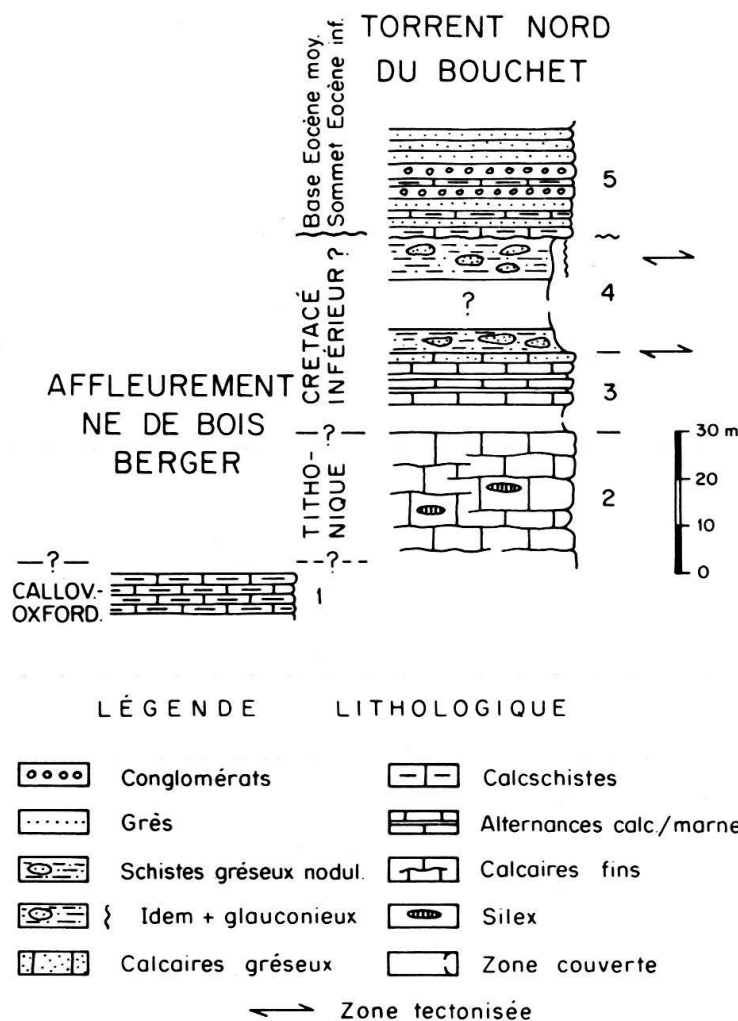 TORRENT NORD
DU BOUCHET
Base Eocène moy.
Sommet Eocène inf.
5
4
?
CRÉTACÉ
INFÉRIEUR ?
3
AFFLEUREMENT
NE DE BOIS
BERGER
—?—
TITHO-
NIQUE
2
30 m
20
10
0
—?—
--?--
CALLOV.-
OXFORD.
1
LÉGENDE LITHOLOGIQUE
Conglomérats
Calcschistes
Grès
Alternances calc./marne
Schistes gréseux nodul.
Calcaires fins
Idem + glauconieux
Silex
Calcaires gréseux
Zone couverte
Zone tectonisée